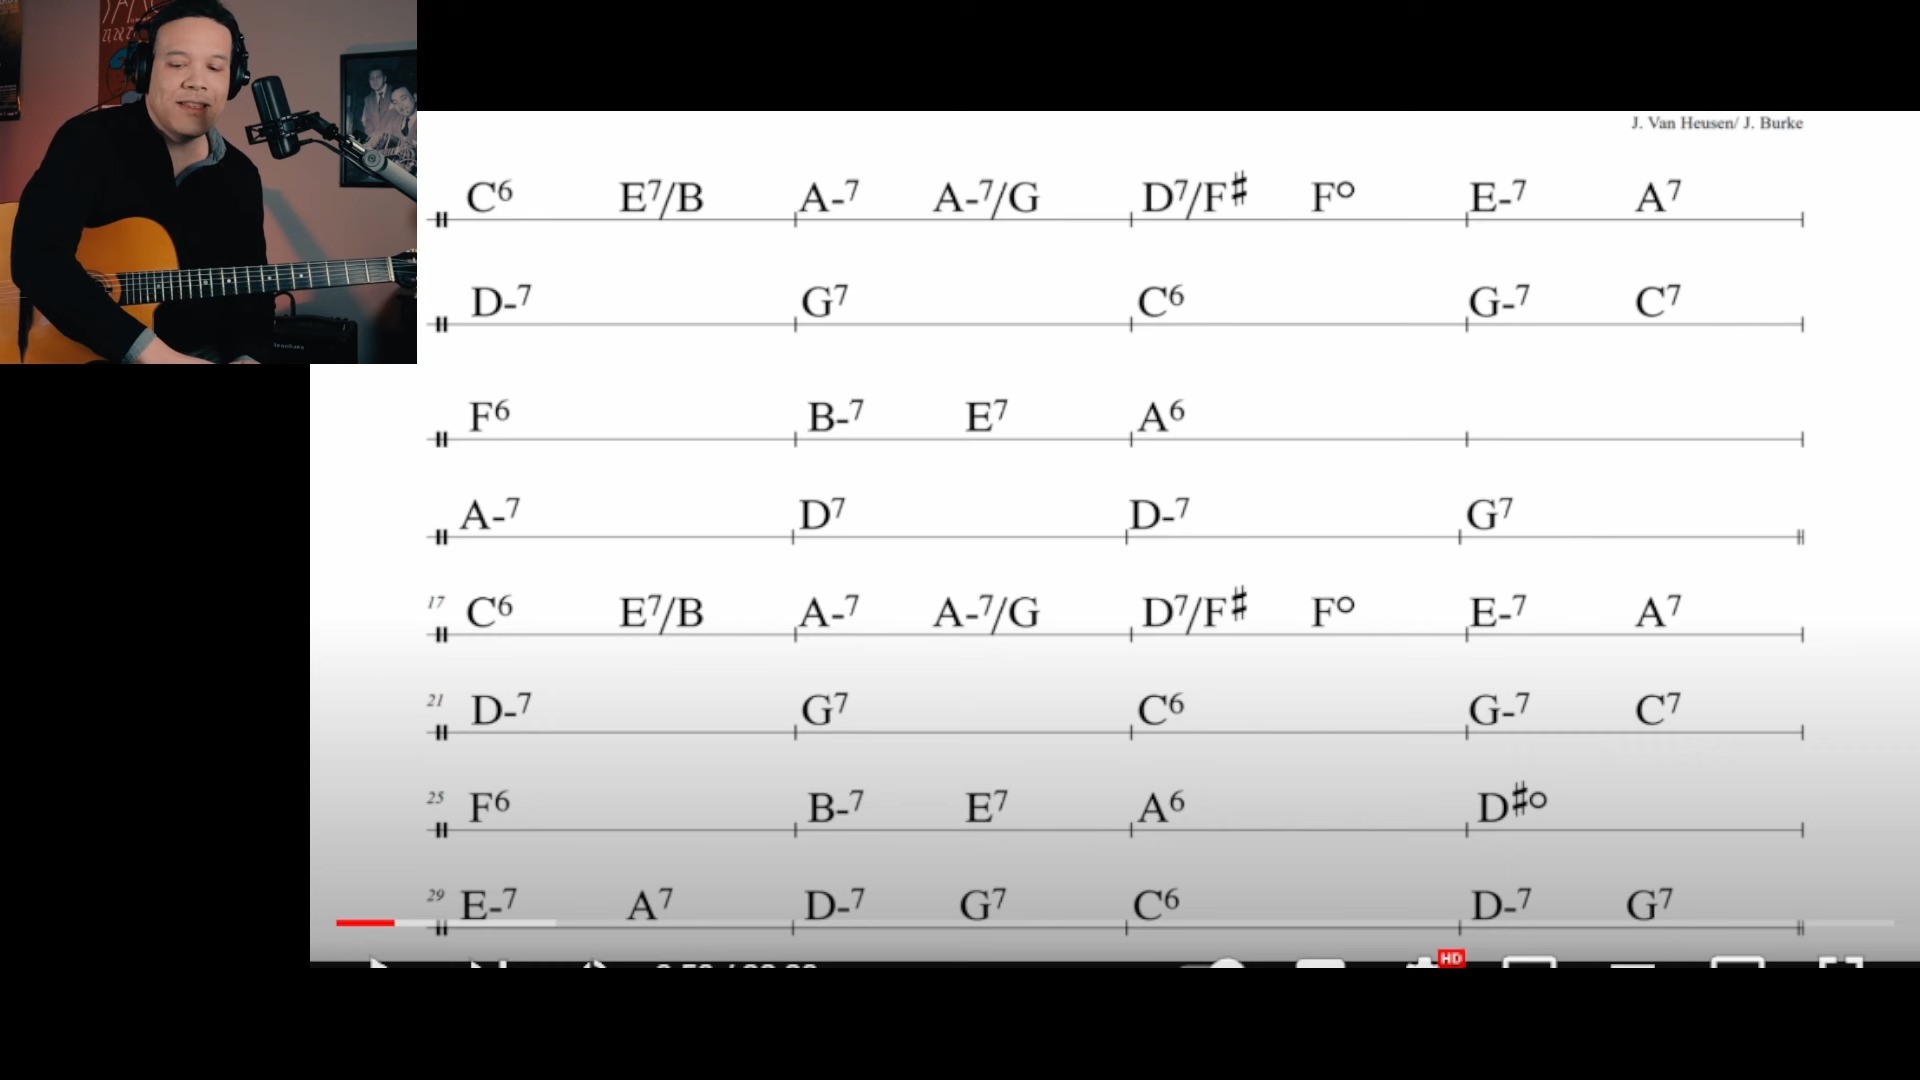 J. Van Heusen/ J. Burke
C6 E7/B A-7 A-7/G D7/F♯ F○ E-7 A7
D-7 G7 C6 G-7 C7
F6 B-7 E7 A6
A-7 D7 D-7 G7
17 C6 E7/B A-7 A-7/G D7/F♯ F○ E-7 A7
21 D-7 G7 C6 G-7 C7
25 F6 B-7 E7 A6 D♯○
29 E-7 A7 D-7 G7 C6 D-7 G7
HD